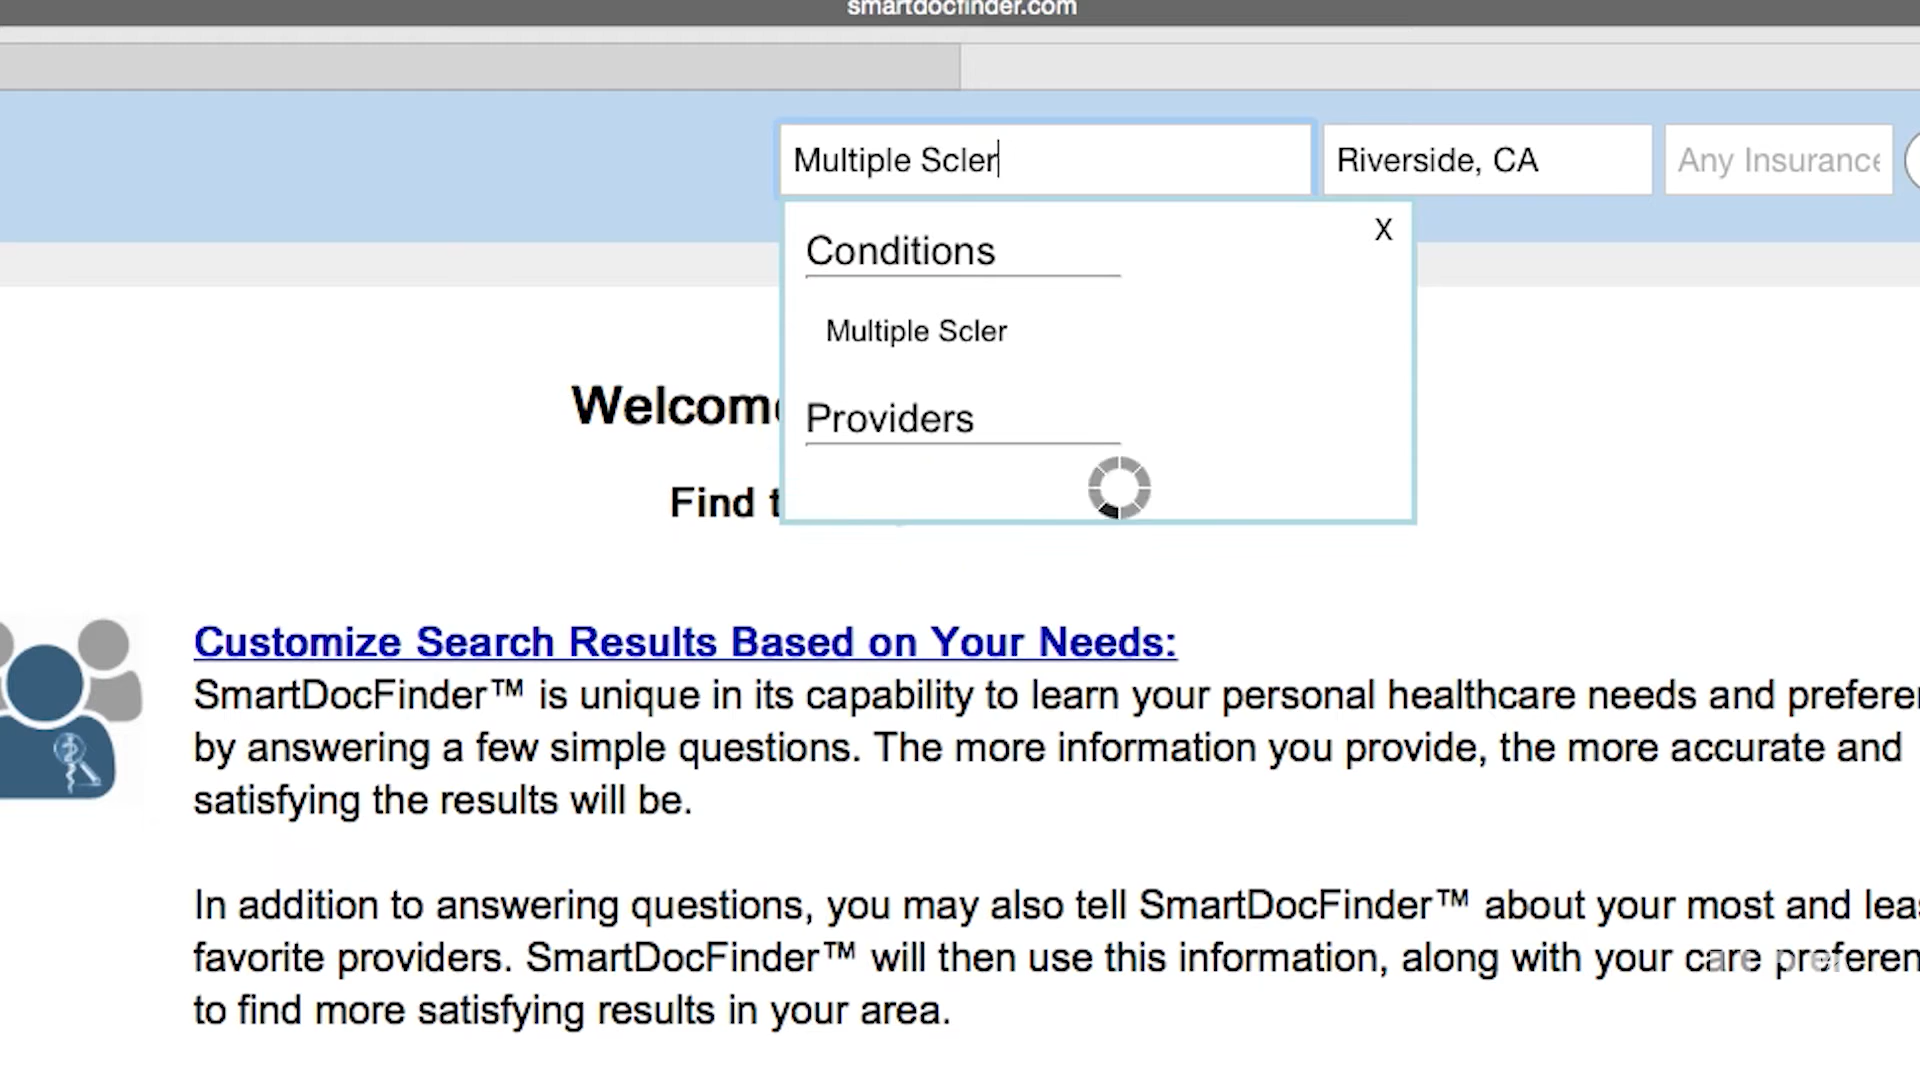 smartdocfinder.com
Multiple Scler
Riverside, CA
Any Insurance
X
Conditions
Multiple Scler
Providers
Welcome
Find t
Customize Search Results Based on Your Needs:
SmartDocFinder™ is unique in its capability to learn your personal healthcare needs and preferen
by answering a few simple questions. The more information you provide, the more accurate and
satisfying the results will be.
In addition to answering questions, you may also tell SmartDocFinder™ about your most and leas
favorite providers. SmartDocFinder™ will then use this information, along with your care preferen
to find more satisfying results in your area.